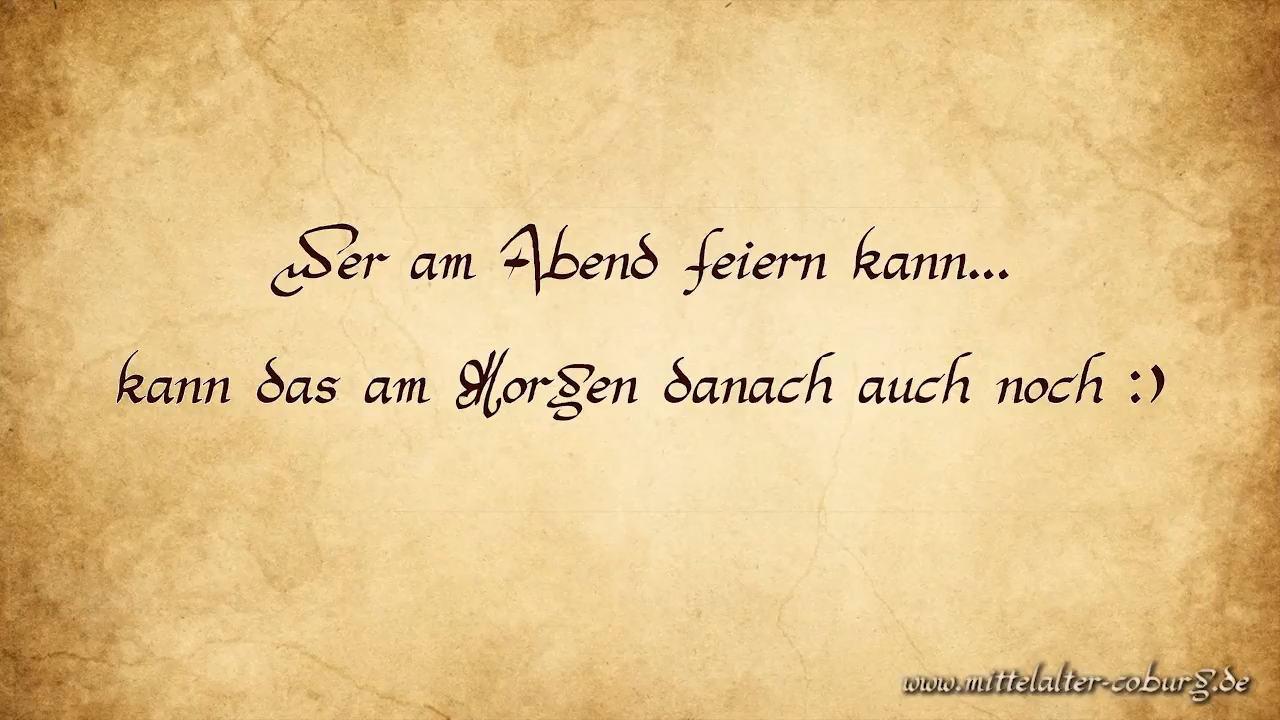 Wer am Abend feiern kann...
kann das am Morgen danach auch noch :)
www.mittelalter-coburg.de